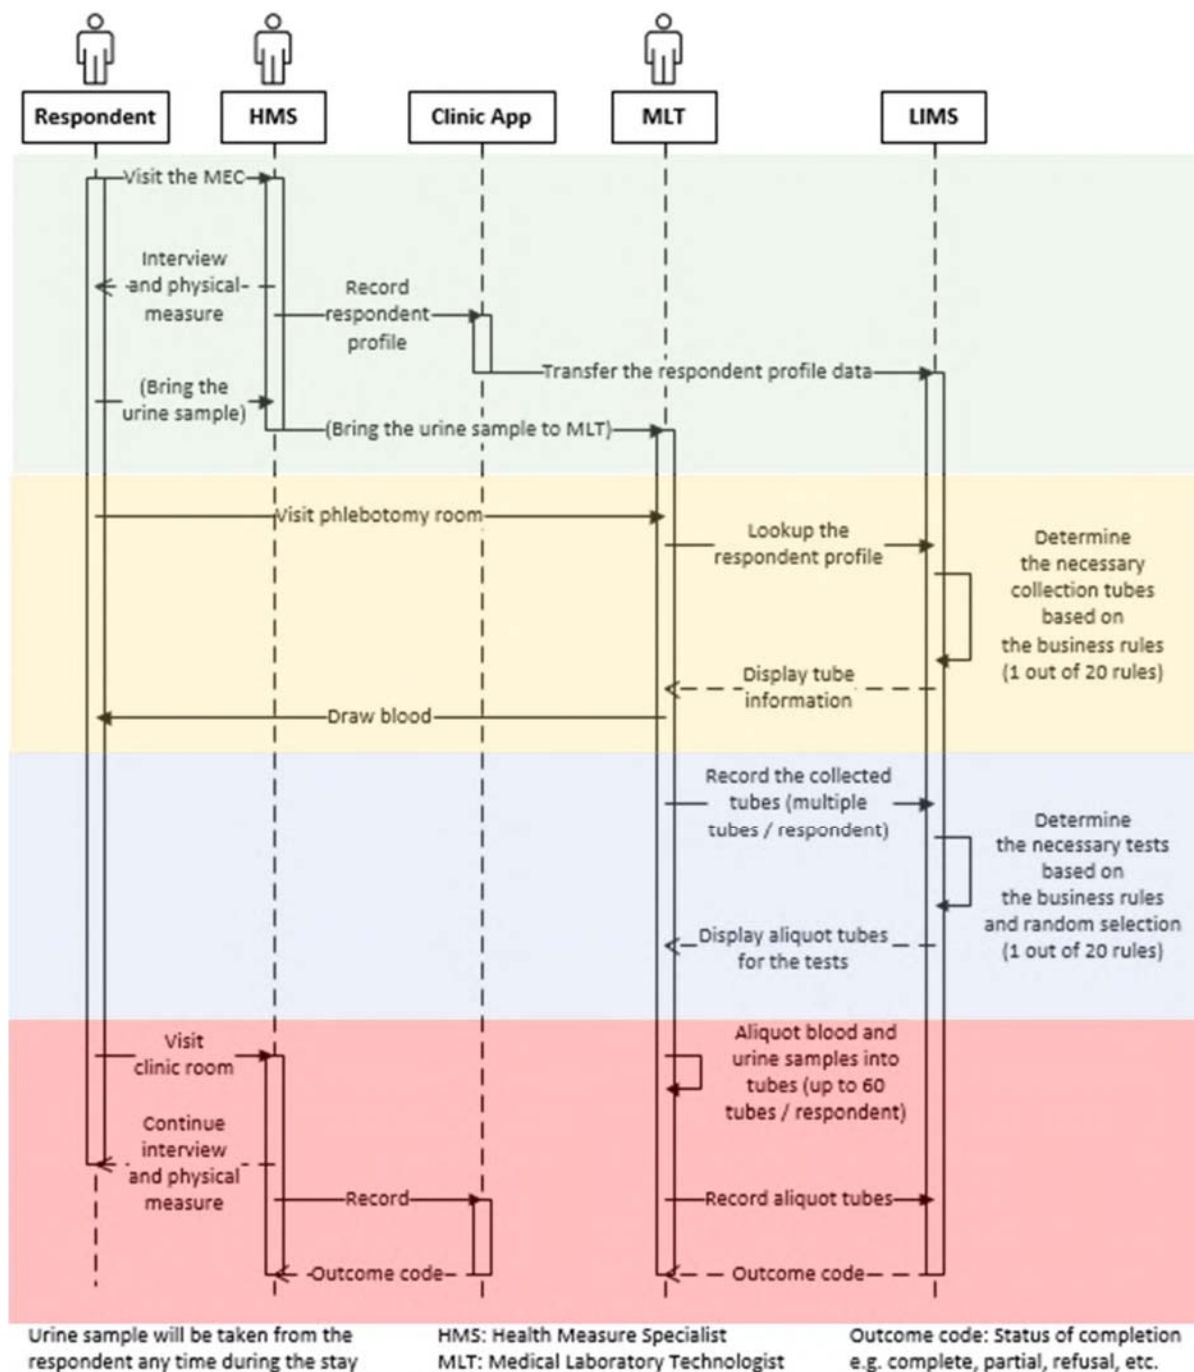 Respondent
HMS
Clinic App
MLT
LIMS
Visit the MEC
Interview
and physical
measure
Record
respondent
profile
Transfer the respondent profile data
(Bring the
urine sample)
(Bring the urine sample to MLT)
Visit phlebotomy room
Lookup the
respondent profile
Determine
the necessary
collection tubes
based on
the business rules
(1 out of 20 rules)
Display tube
information
Draw blood
Record the collected
tubes (multiple
tubes / respondent)
Determine
the necessary tests
based on
the business rules
and random selection
(1 out of 20 rules)
Display aliquot tubes
for the tests
Visit
clinic room
Aliquot blood and
urine samples into
tubes (up to 60
tubes / respondent)
Continue
interview
and physical
measure
Record
Record aliquot tubes
Outcome code
Outcome code
Urine sample will be taken from the
respondent any time during the stay
HMS: Health Measure Specialist
MLT: Medical Laboratory Technologist
Outcome code: Status of completion
e.g. complete, partial, refusal, etc.